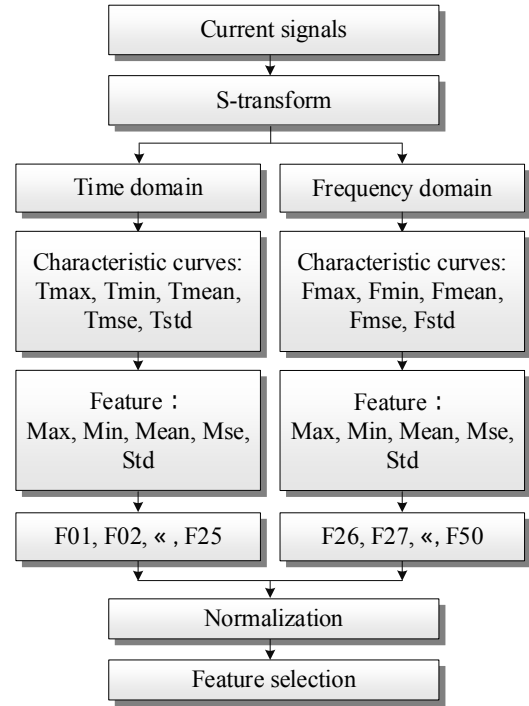 Current signals
S-transform
Time domain
Characteristic curves:
Tmax, Tmin, Tmean,
Tmse, Tstd
Feature：
Max, Min, Mean, Mse,
Std
F01, F02, « , F25
Frequency domain
Characteristic curves:
Fmax, Fmin, Fmean,
Fmse, Fstd
Feature：
Max, Min, Mean, Mse,
Std
F26, F27, «, F50
Normalization
Feature selection